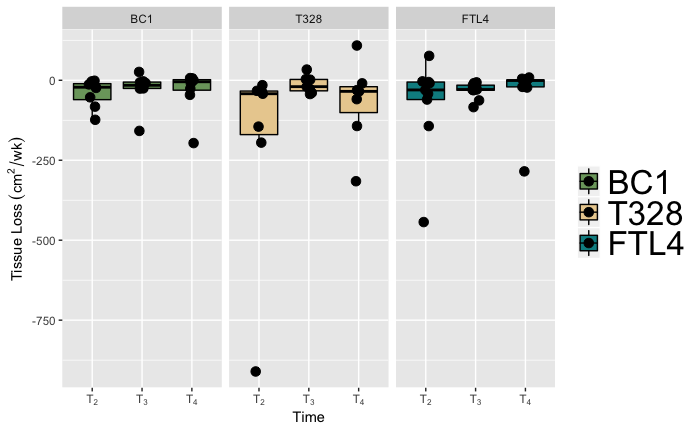 BC1 T328 FTL4
0
-250
-500
-750
Tissue Loss (cm²/wk)
T₂ T₃ T₄ T₂ T₃ T₄ T₂ T₃ T₄
Time
BC1
T328
FTL4